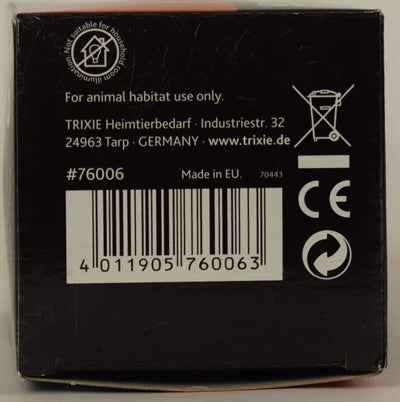 Not suitable for household room illumination
For animal habitat use only.
TRIXIE Heimtierbedarf · Industriestr. 32
24963 Tarp · GERMANY · www.trixie.de
#76006 Made in EU. 70443
CE
4 011905 760063